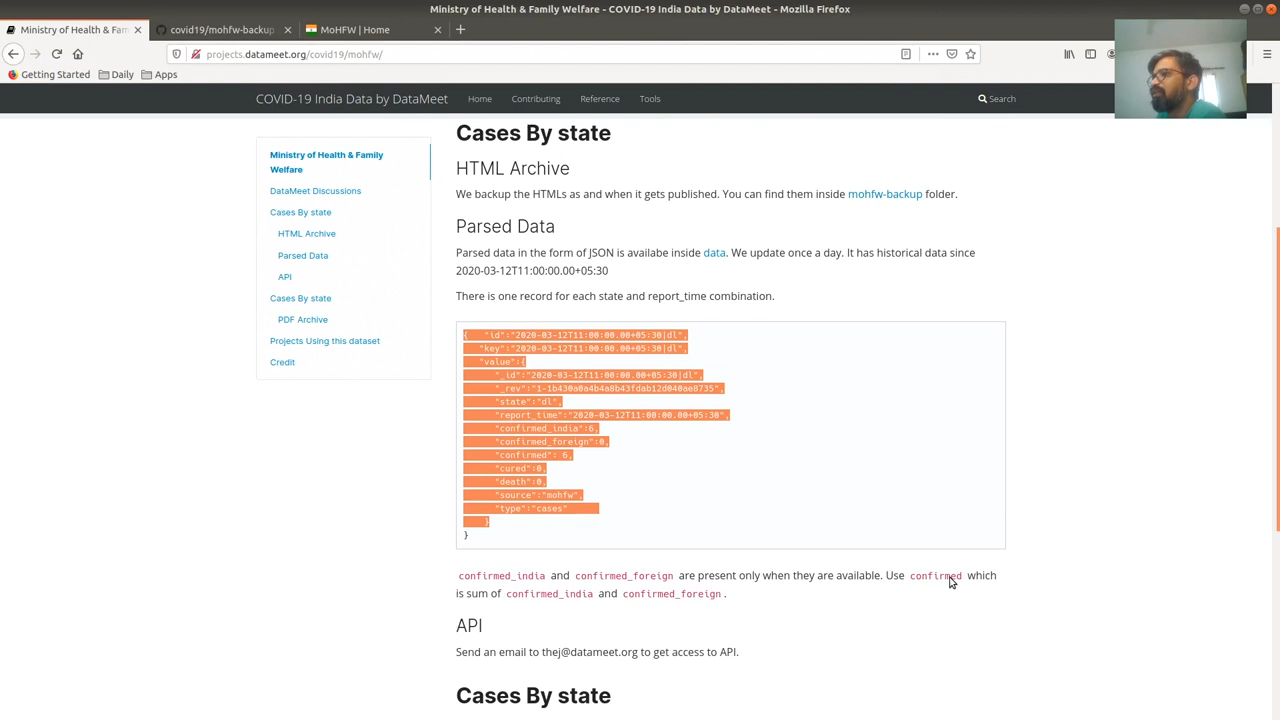 Ministry of Health & Family Welfare - COVID-19 India Data by DataMeet - Mozilla Firefox
Ministry of Health & Famil
covid19/mohfw-backup
MoHFW | Home
projects.datameet.org/covid19/mohfw/
Getting Started
Daily
Apps
COVID-19 India Data by DataMeet
Home
Contributing
Reference
Tools
Search
Ministry of Health & Family
Welfare
DataMeet Discussions
Cases By state
HTML Archive
Parsed Data
API
Cases By state
PDF Archive
Projects Using this dataset
Credit
Cases By state
HTML Archive
We backup the HTMLs as and when it gets published. You can find them inside mohfw-backup folder.
Parsed Data
Parsed data in the form of JSON is availabe inside data. We update once a day. It has historical data since
2020-03-12T11:00:00.00+05:30
There is one record for each state and report_time combination.
{ "id":"2020-03-12T11:00:00.00+05:30|dl",
"key":"2020-03-12T11:00:00.00+05:30|dl",
"value":{
"_id":"2020-03-12T11:00:00.00+05:30|dl",
"_rev":"1-1b430a0a4b4a8b43fdab12d040ae8735",
"state":"dl",
"report_time":"2020-03-12T11:00:00.00+05:30",
"confirmed_india":6,
"confirmed_foreign":0,
"confirmed": 6,
"cured":0,
"death":0,
"source":"mohfw",
"type":"cases"
}
}
confirmed_india and confirmed_foreign are present only when they are available. Use confirmed which
is sum of confirmed_india and confirmed_foreign.
API
Send an email to thej@datameet.org to get access to API.
Cases By state